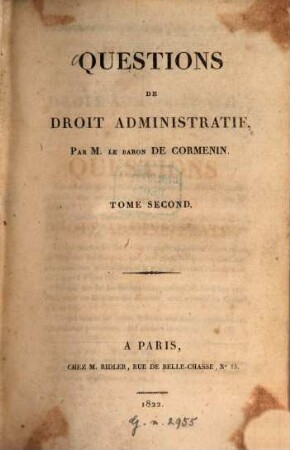 QUESTIONS
DE
DROIT ADMINISTRATIF,
PAR M. LE BARON DE CORMENIN.
TOME SECOND.
A PARIS,
CHEZ M. RIDLER, RUE DE BELLE-CHASSE, N° 15.
1822.
G. n. 2955